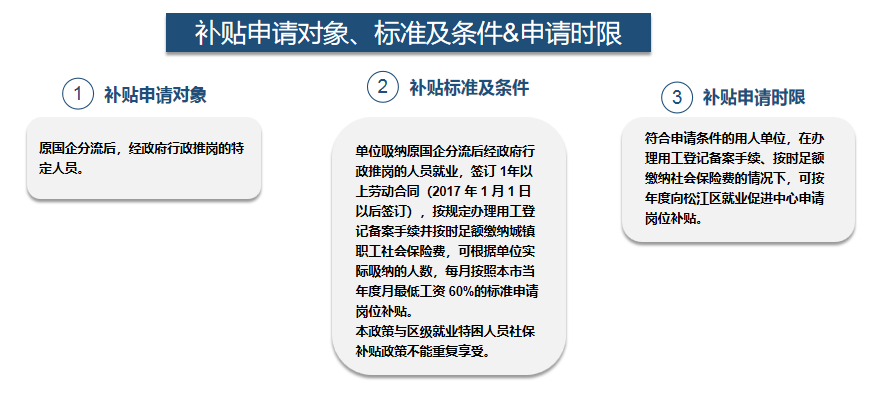 补贴申请对象、标准及条件&申请时限
1 补贴申请对象
原国企分流后，经政府行政推岗的特
定人员。
2 补贴标准及条件
单位吸纳原国企分流后经政府行
政推岗的人员就业，签订 1年以
上劳动合同（2017 年 1 月 1 日
以后签订），按规定办理用工登
记备案手续并按时足额缴纳城镇
职工社会保险费，可根据单位实
际吸纳的人数，每月按照本市当
年度月最低工资 60%的标准申请
岗位补贴。
本政策与区级就业特困人员社保
补贴政策不能重复享受。
3 补贴申请时限
符合申请条件的用人单位，在办
理用工登记备案手续、按时足额
缴纳社会保险费的情况下，可按
年度向松江区就业促进中心申请
岗位补贴。